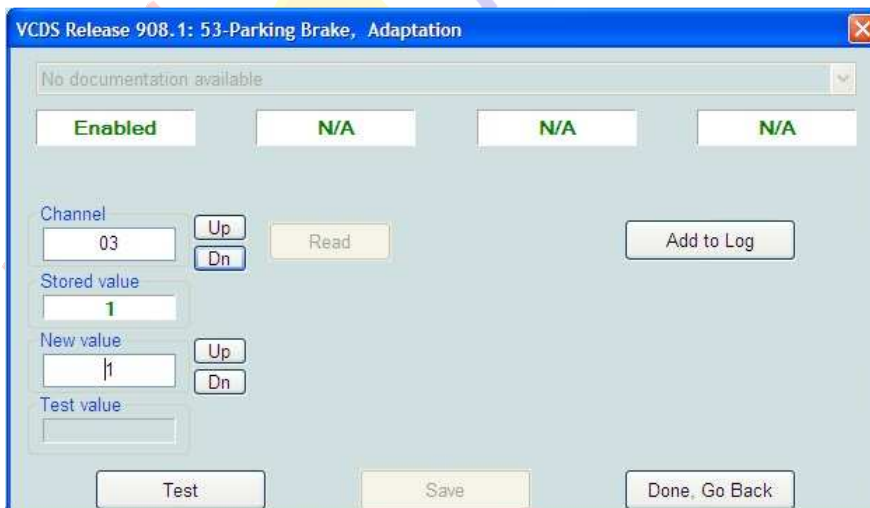 VCDS Release 908.1: 53-Parking Brake, Adaptation
No documentation available
Enabled N/A N/A N/A
Channel
03 Up Read Add to Log
Dn
Stored value
1
New value
1 Up
Dn
Test value
Test Save Done, Go Back